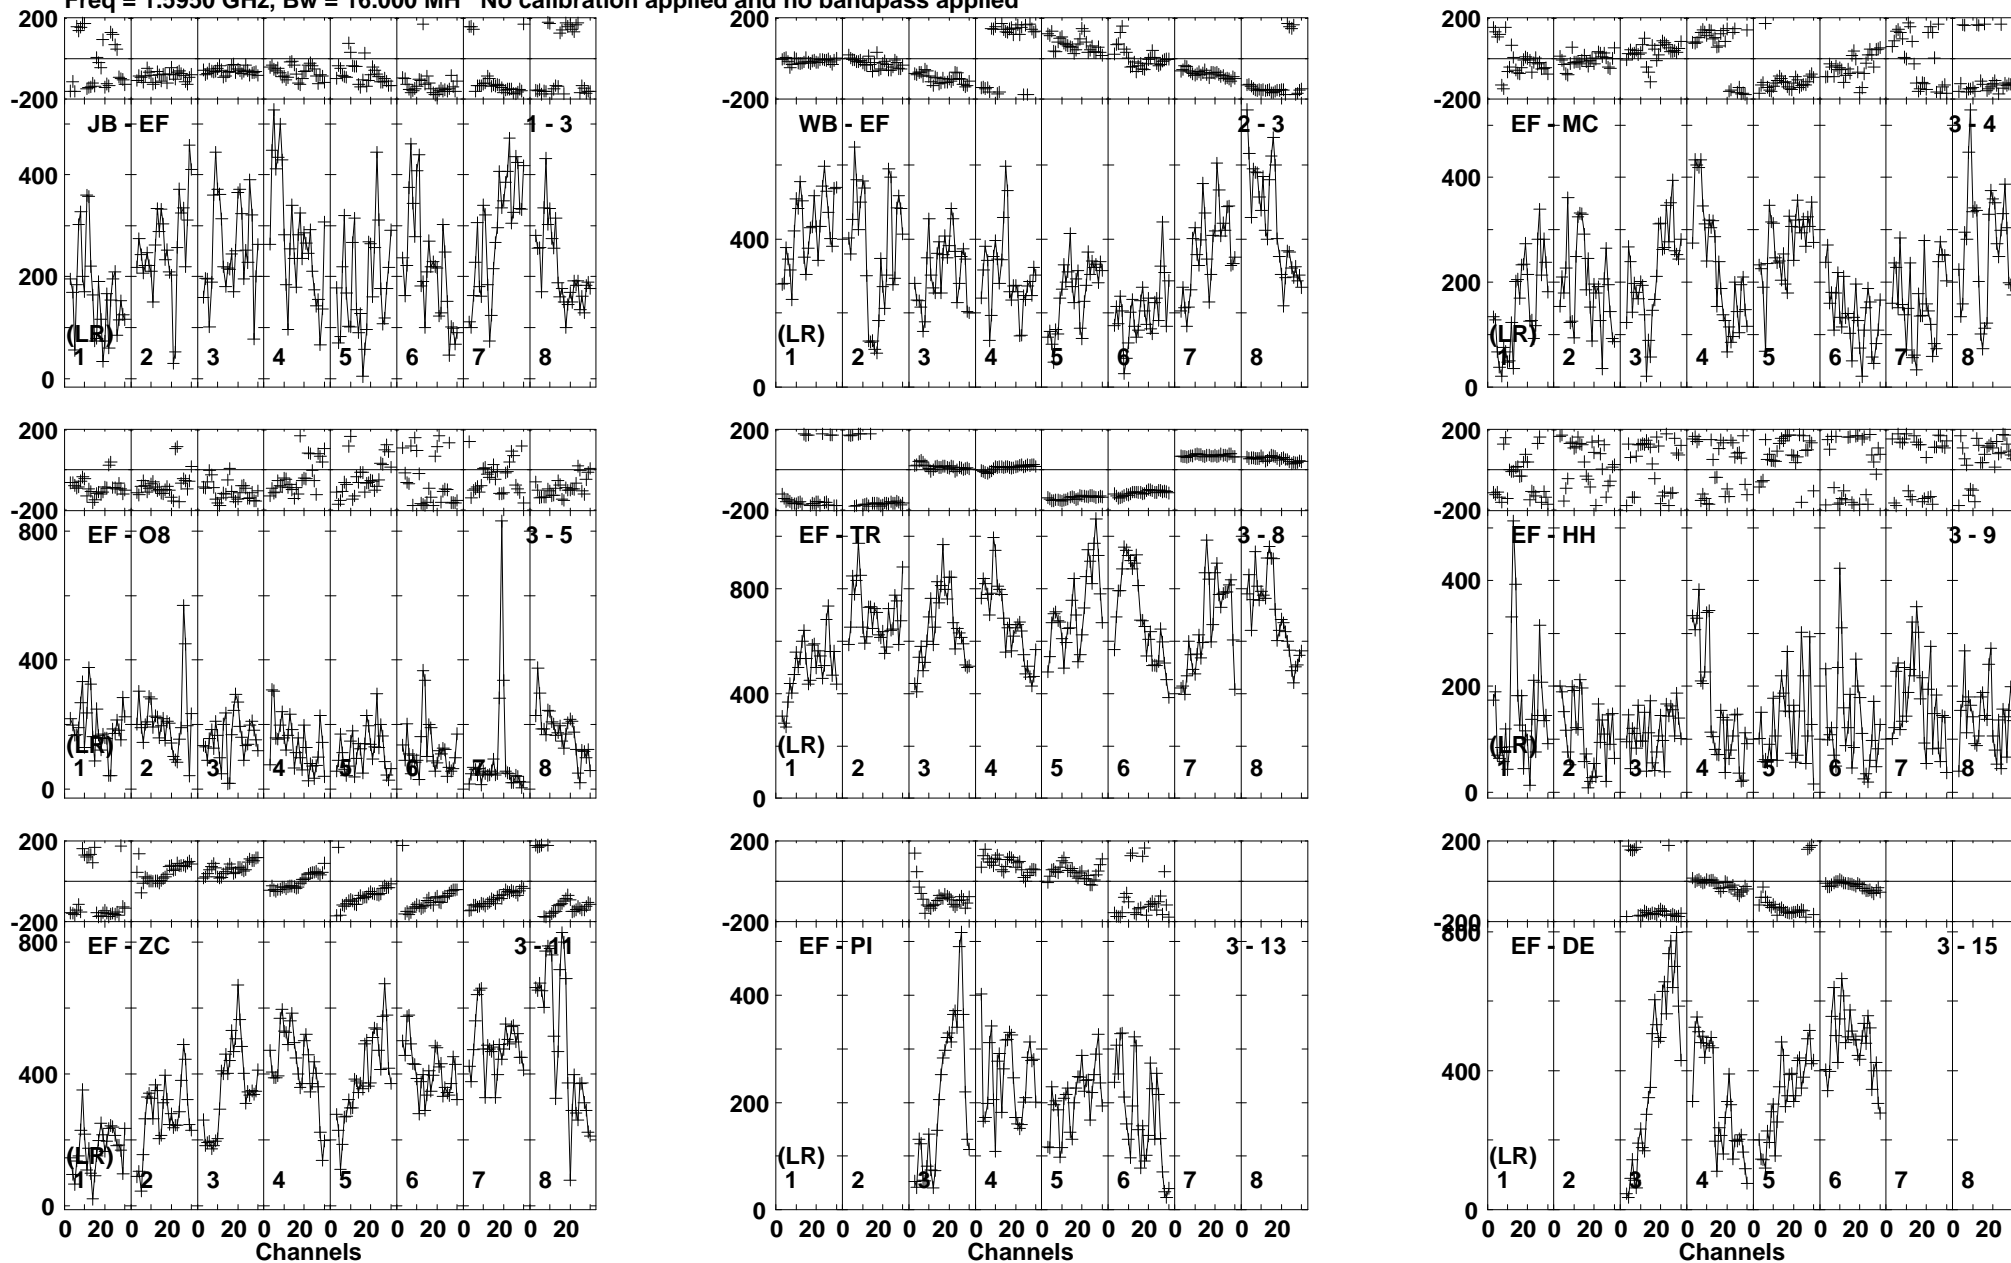 Freq = 1.5950 GHz, Bw = 16.000 MH No calibration applied and no bandpass applied
200
-200
JB - EF
1 - 3
400
200
0
(LR)
1 2 3 4 5 6 7 8
200
-200
WB - EF
2 - 3
400
0
(LR)
1 2 3 4 5 6 7 8
200
-200
EF - MC
3 - 4
400
200
0
(LR)
1 2 3 4 5 6 7 8
200
-200
800
EF - O8
3 - 5
400
0
(LR)
1 2 3 4 5 6 7 8
200
-200
EF - TR
3 - 8
800
400
0
(LR)
1 2 3 4 5 6 7 8
200
-200
EF - HH
3 - 9
400
200
0
(LR)
1 2 3 4 5 6 7 8
200
-200
800
EF - ZC
3 - 11
400
0
(LR)
1 2 3 4 5 6 7 8
0 20 0 20 0 20 0 20 0 20 0 20 0 20 0 20
Channels
200
-200
EF - PI
3 - 13
400
200
0
(LR)
1 2 3 4 5 6 7 8
0 20 0 20 0 20 0 20 0 20 0 20 0 20 0 20
200
-200
800
EF - DE
3 - 15
400
0
(LR)
1 2 3 4 5 6 7 8
0 20 0 20 0 20 0 20 0 20 0 20 0 20 0 20
Channels